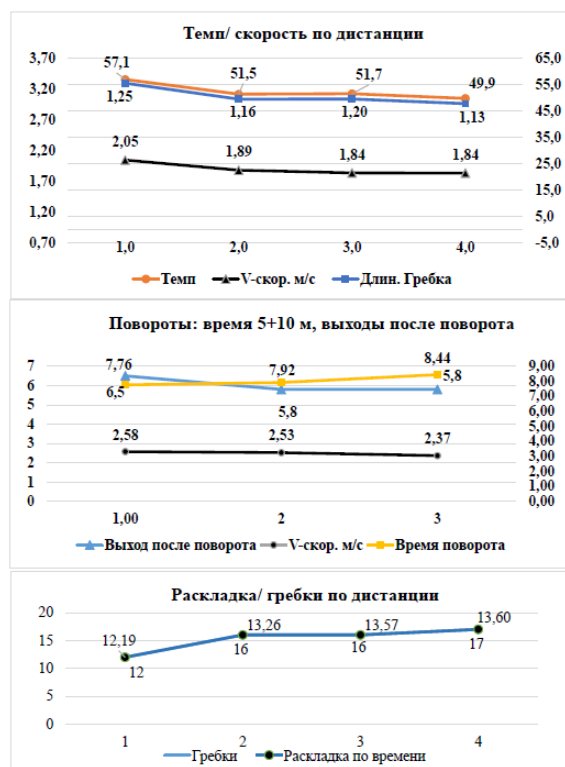 Темп/ скорость по дистанции
3,70 57,1 51,5 51,7 49,9 65,0
3,20 1,25 1,16 1,20 1,13 55,0
2,70 45,0
2,20 2,05 1,89 1,84 1,84 35,0
1,70 25,0
1,20 15,0
0,70 5,0
-5,0
1,0 2,0 3,0 4,0
Темп V-скор. м/с Длин. Гребка
Повороты: время 5+10 м, выходы после поворота
7 7,76 7,92 8,44 9,00
6 6,5 5,8 5,8 8,00
5 7,00
4 6,00
3 2,58 2,53 2,37 5,00
2 4,00
1 3,00
0 2,00
1,00
0,00
1,00 2 3
Выход после поворота V-скор. м/с Время поворота
Раскладка/ гребки по дистанции
20
15 12,19 13,26 13,57 13,60
10 12 16 16 17
5
0
1 2 3 4
Гребки Раскладка по времени